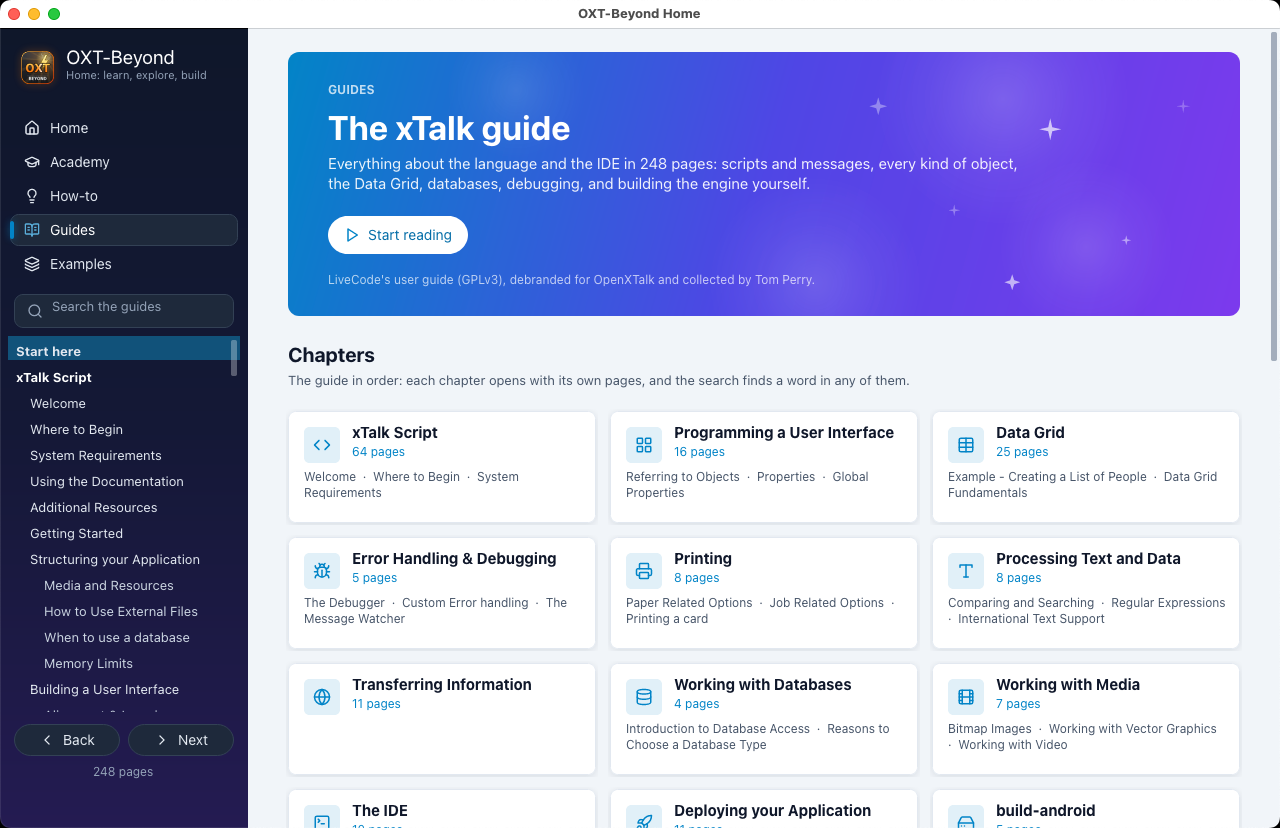 OXT-Beyond Home
OXT
BEYOND
OXT-Beyond
Home: learn, explore, build
Home
Academy
How-to
Guides
Examples
Search the guides
Start here
xTalk Script
Welcome
Where to Begin
System Requirements
Using the Documentation
Additional Resources
Getting Started
Structuring your Application
Media and Resources
How to Use External Files
When to use a database
Memory Limits
Building a User Interface
Back
Next
248 pages
GUIDES
The xTalk guide
Everything about the language and the IDE in 248 pages: scripts and messages, every kind of object,
the Data Grid, databases, debugging, and building the engine yourself.
Start reading
LiveCode's user guide (GPLv3), debranded for OpenXTalk and collected by Tom Perry.
Chapters
The guide in order: each chapter opens with its own pages, and the search finds a word in any of them.
xTalk Script
64 pages
Welcome · Where to Begin · System
Requirements
Programming a User Interface
16 pages
Referring to Objects · Properties · Global
Properties
Data Grid
25 pages
Example - Creating a List of People · Data Grid
Fundamentals
Error Handling & Debugging
5 pages
The Debugger · Custom Error handling · The
Message Watcher
Printing
8 pages
Paper Related Options · Job Related Options ·
Printing a card
Processing Text and Data
8 pages
Comparing and Searching · Regular Expressions
· International Text Support
Transferring Information
11 pages
Working with Databases
4 pages
Introduction to Database Access · Reasons to
Choose a Database Type
Working with Media
7 pages
Bitmap Images · Working with Vector Graphics
· Working with Video
The IDE
Deploying your Application
build-android